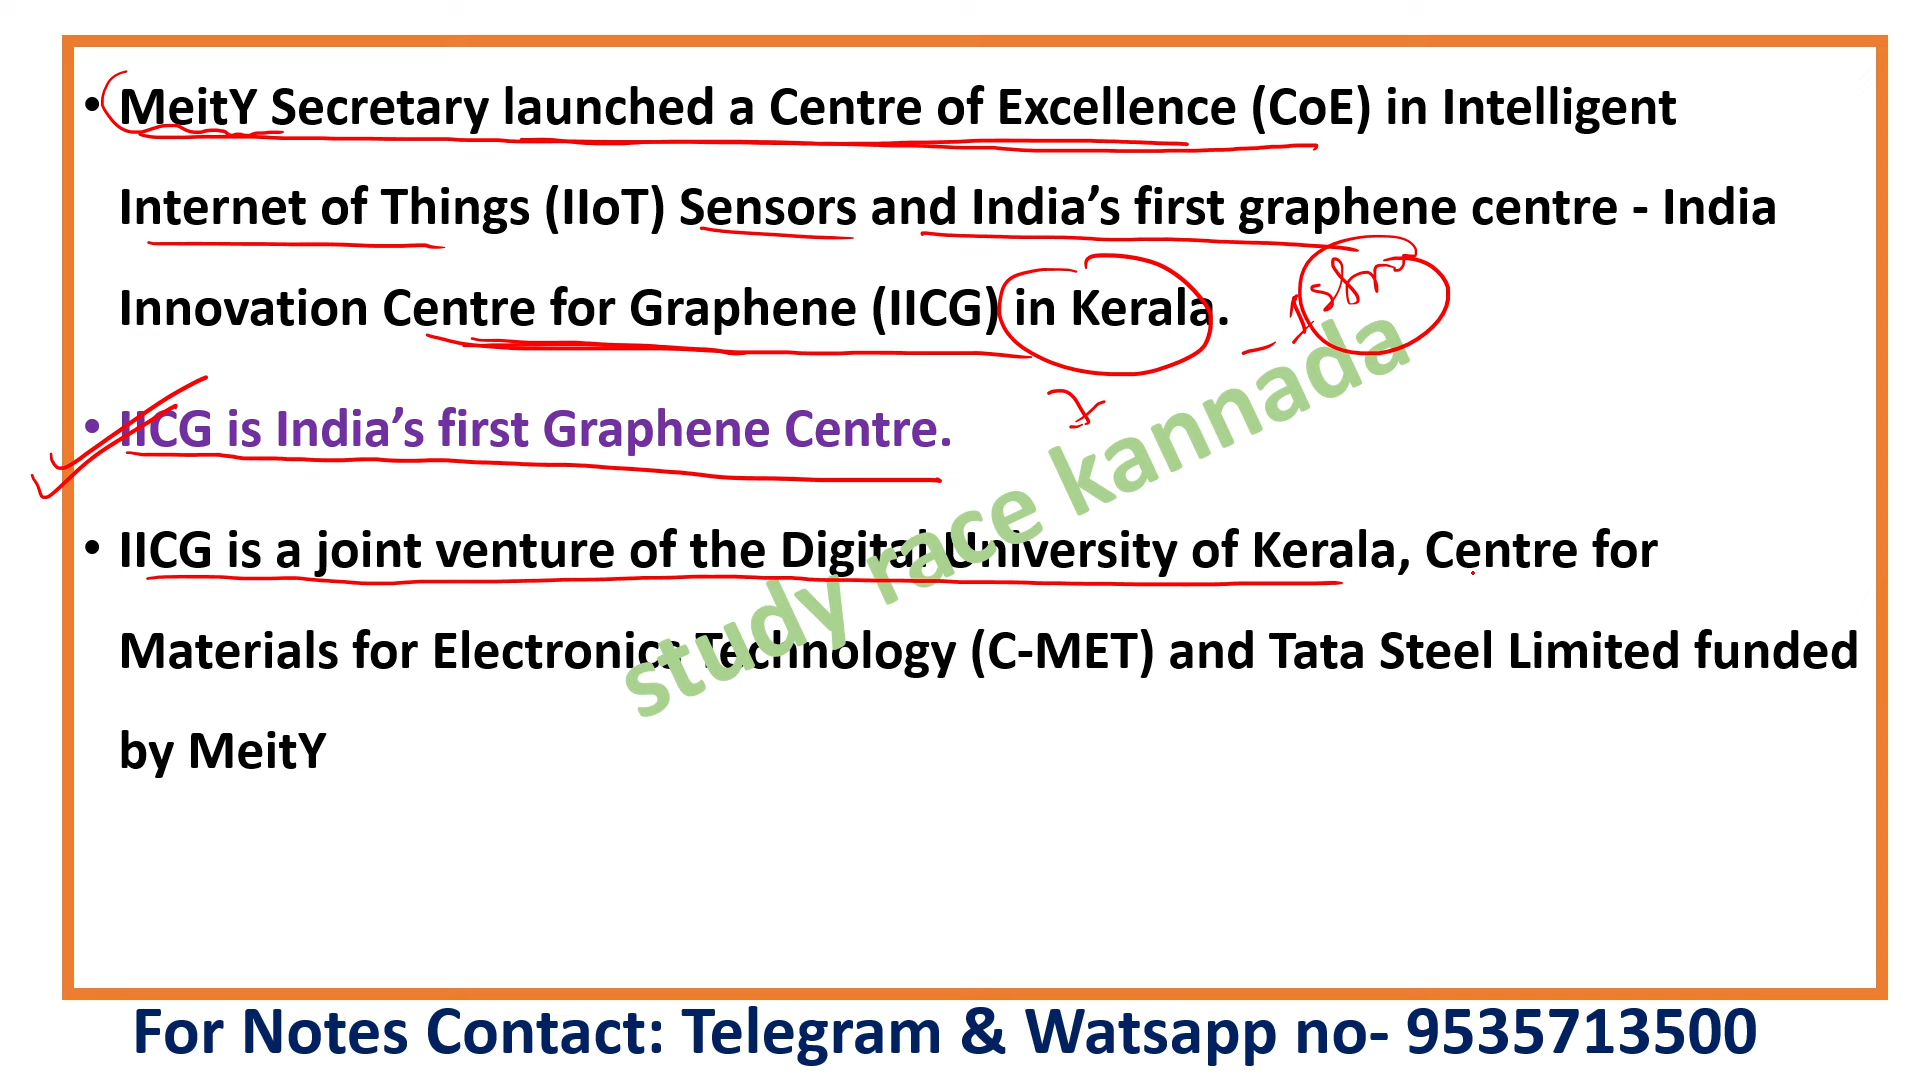 • MeitY Secretary launched a Centre of Excellence (CoE) in Intelligent
Internet of Things (IIoT) Sensors and India’s first graphene centre - India
Innovation Centre for Graphene (IICG) in Kerala.
• IICG is India’s first Graphene Centre.
• IICG is a joint venture of the Digital University of Kerala, Centre for
Materials for Electronics Technology (C-MET) and Tata Steel Limited funded
by MeitY
study race kannada
For Notes Contact: Telegram & Watsapp no- 9535713500